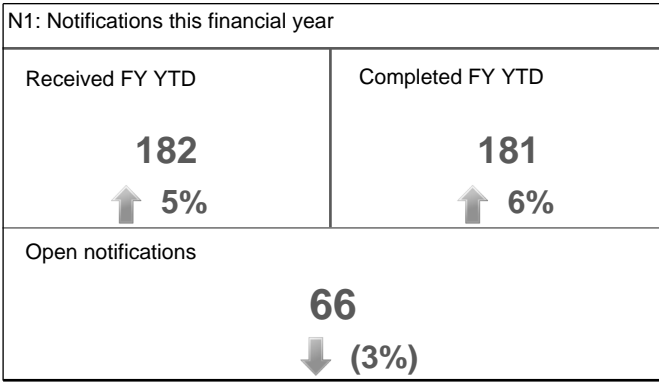 N1: Notifications this financial year
Received FY YTD
182
5%
Completed FY YTD
181
6%
Open notifications
66
(3%)